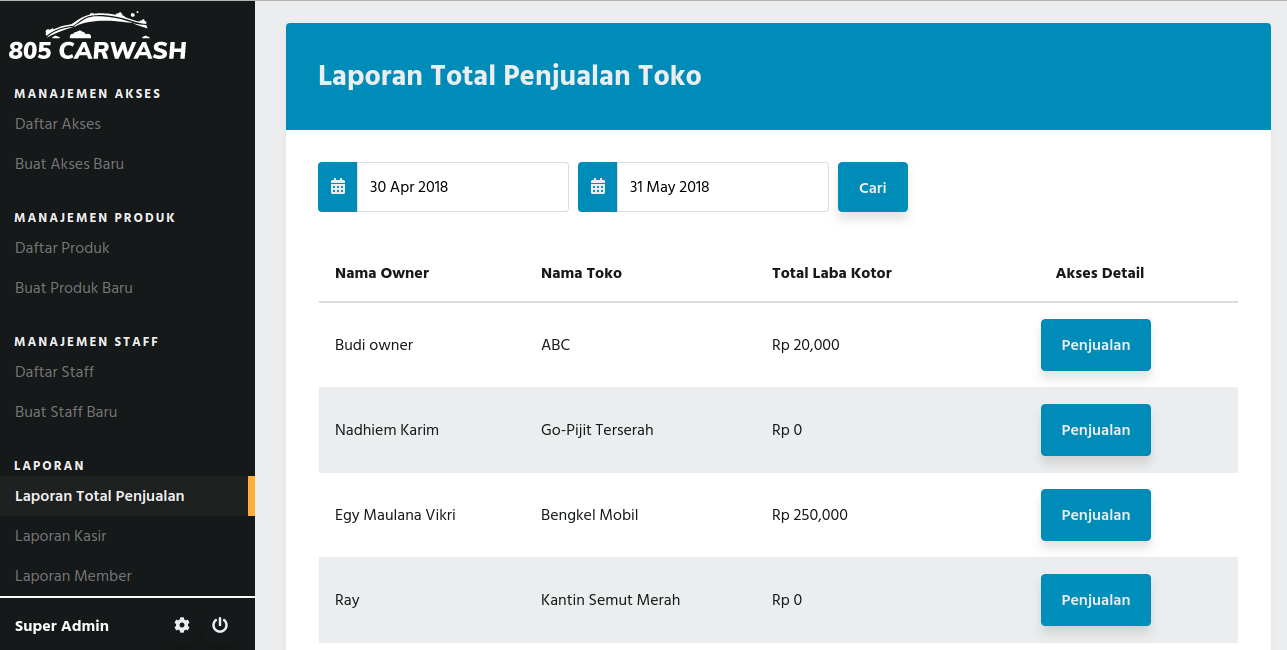 805 CARWASH
MANAJEMEN AKSES
Daftar Akses
Buat Akses Baru
MANAJEMEN PRODUK
Daftar Produk
Buat Produk Baru
MANAJEMEN STAFF
Daftar Staff
Buat Staff Baru
LAPORAN
Laporan Total Penjualan
Laporan Kasir
Laporan Member
Super Admin
Laporan Total Penjualan Toko
30 Apr 2018 31 May 2018 Cari
Nama Owner Nama Toko Total Laba Kotor Akses Detail
Budi owner ABC Rp 20,000 Penjualan
Nadhiem Karim Go-Pijit Terserah Rp 0 Penjualan
Egy Maulana Vikri Bengkel Mobil Rp 250,000 Penjualan
Ray Kantin Semut Merah Rp 0 Penjualan